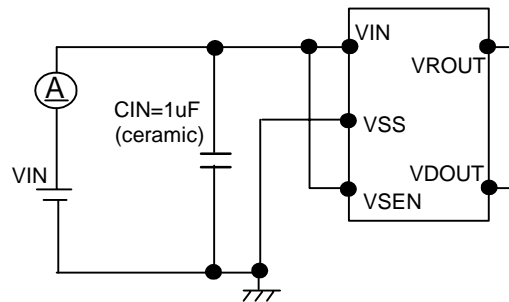 VIN
VROUT
A
CIN=1uF
(ceramic)
VSS
VIN
VDOUT
VSEN